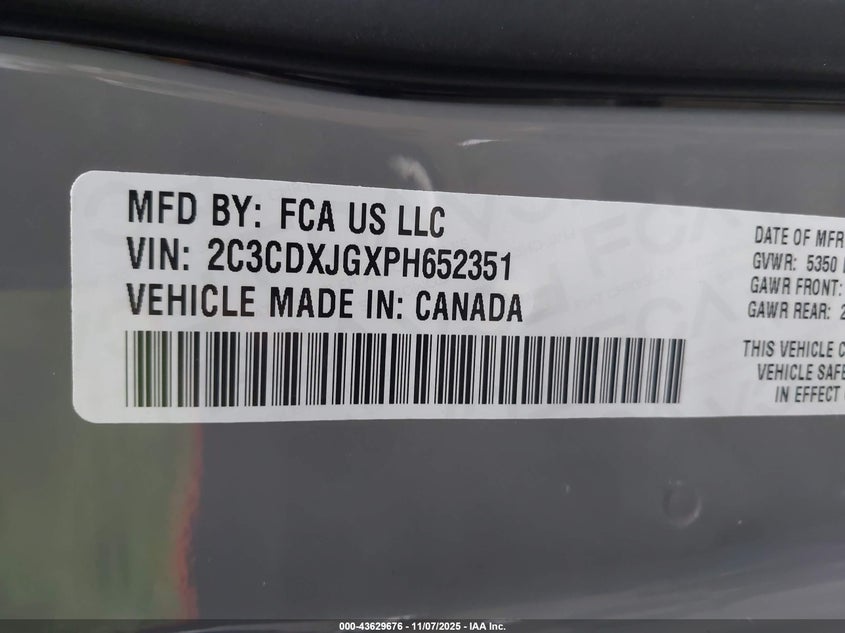 MFD BY: FCA US LLC
VIN: 2C3CDXJGXPH652351
VEHICLE MADE IN: CANADA
DATE OF MFR
GVWR: 5350
GAWR FRONT:
GAWR REAR: 2
THIS VEHICLE C
VEHICLE SAFE
IN EFFECT
000-43629676 - 11/07/2025 - IAA Inc.